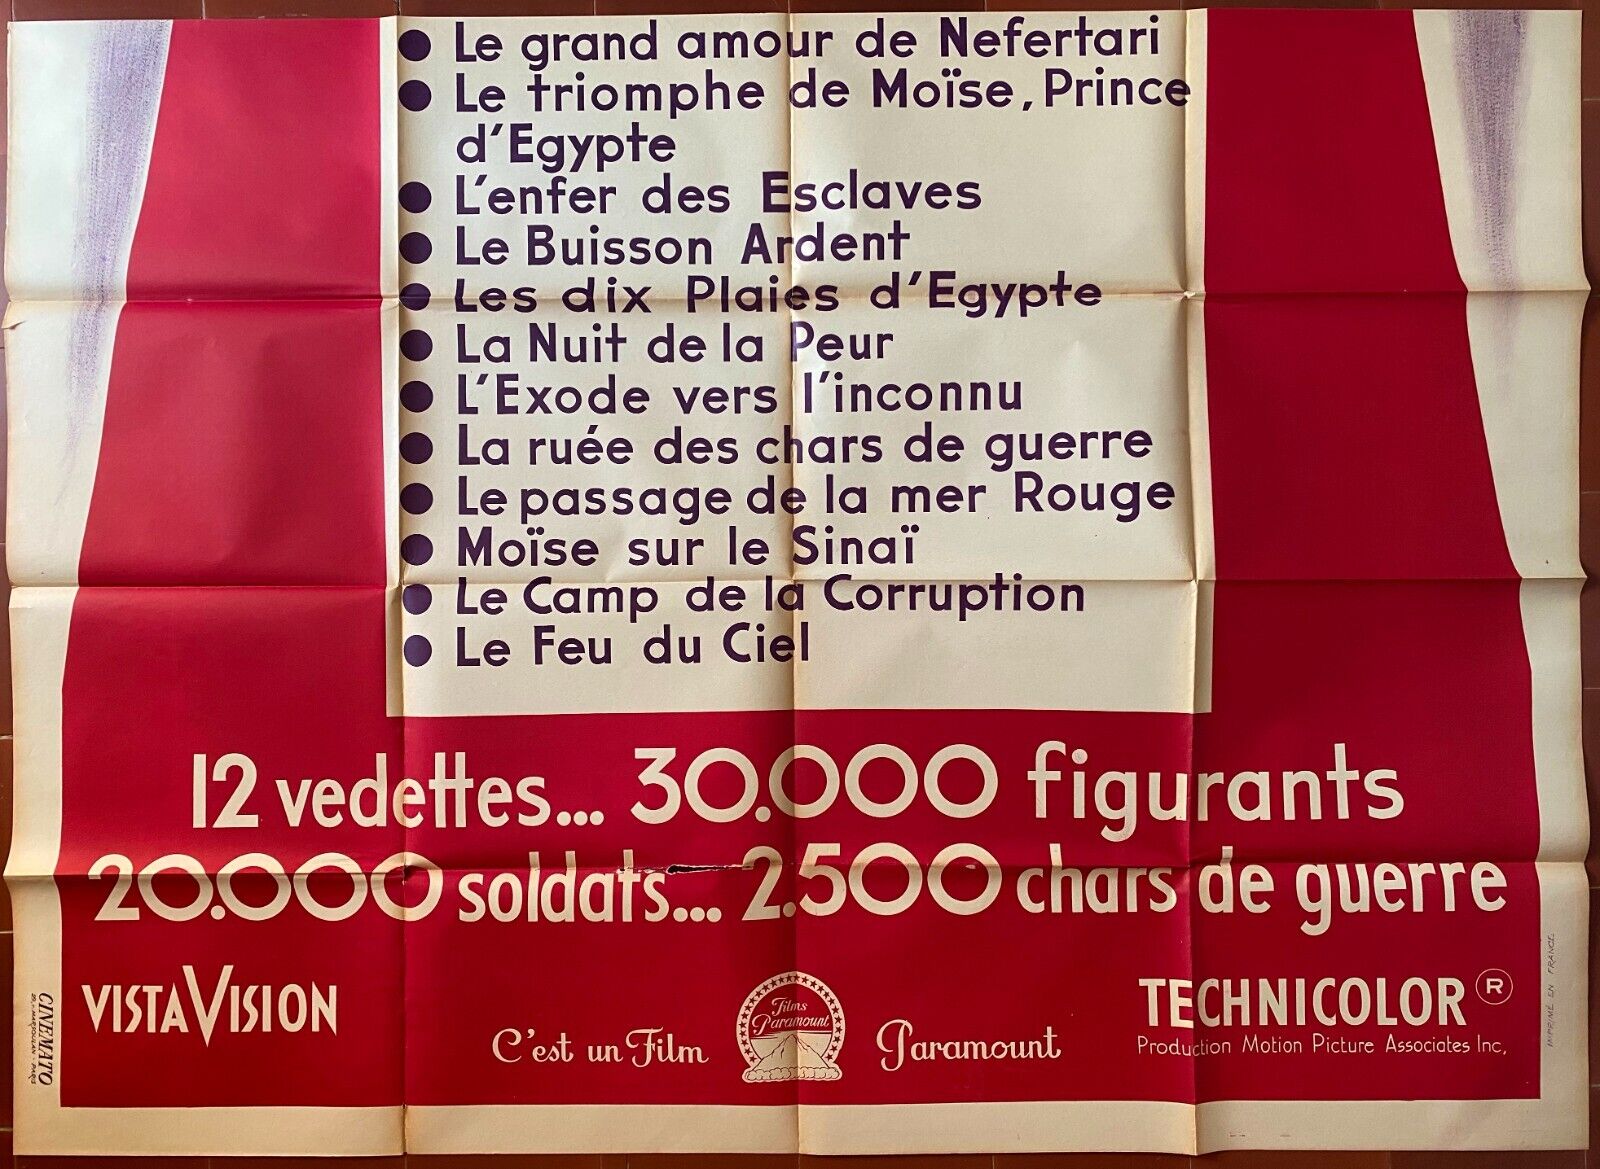 ● Le grand amour de Nefertari
● Le triomphe de Moïse, Prince
d'Egypte
● L'enfer des Esclaves
● Le Buisson Ardent
● Les dix Plaies d'Egypte
● La Nuit de la Peur
● L'Exode vers l'inconnu
● La ruée des chars de guerre
● Le passage de la mer Rouge
● Moïse sur le Sinaï
● Le Camp de la Corruption
● Le Feu du Ciel
12 vedettes... 30.000 figurants
20.000 soldats... 2.500 chars de guerre
VISTAVISION
C'est un Film
Films
Paramount
Paramount
TECHNICOLOR ®
Production Motion Picture Associates Inc,
CINEMATO
PARIS
IMPRIMÉ EN FRANCE.